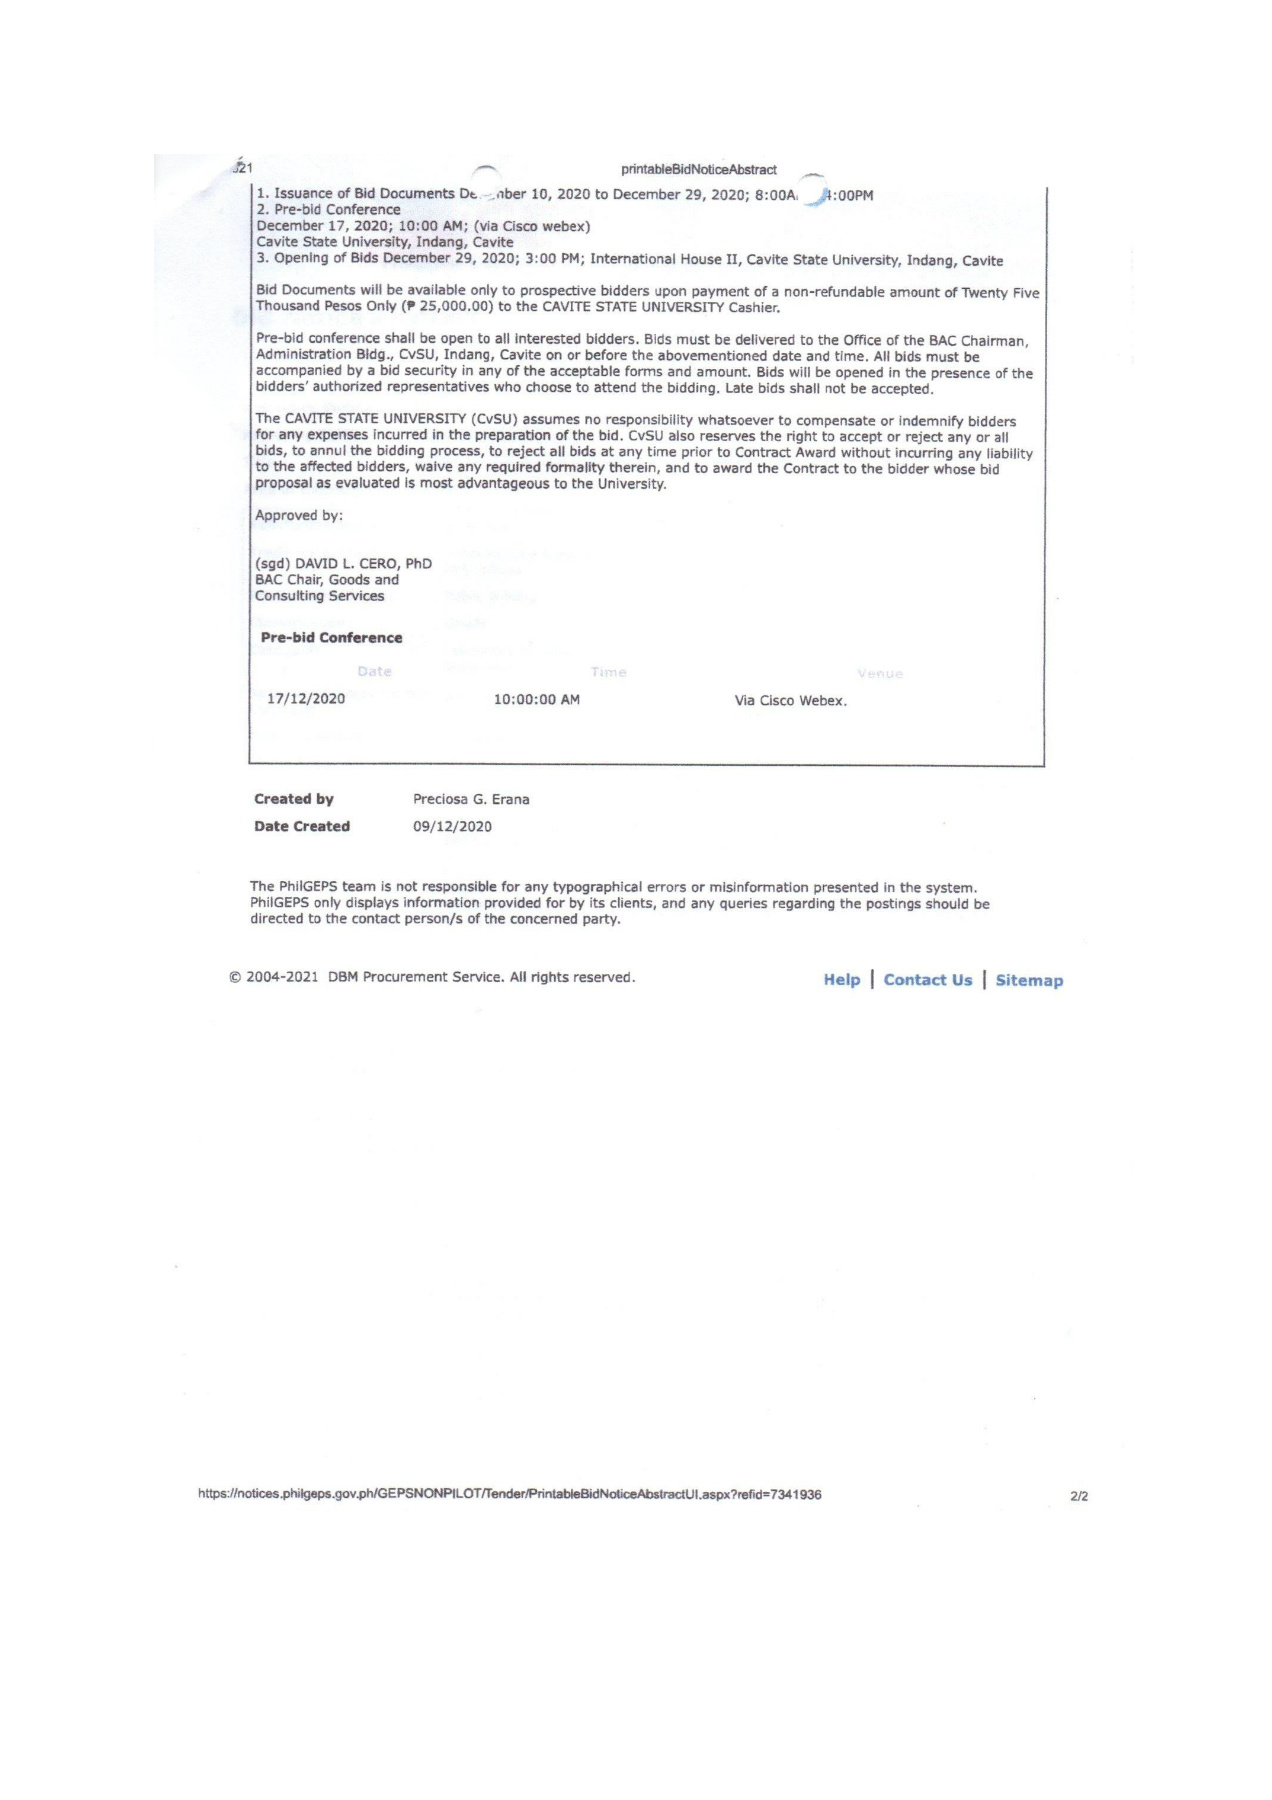 21 printableBidNoticeAbstract
1. Issuance of Bid Documents 10, 2020 to December 29, 2020; 4:00PM
2. Pre-bid Conference
December 17, 2020; 10:00 AM; (via Cisco webex)
Cavite State University, Indang, Cavite
3. Opening of Bids December 29, 2020; 3:00 PM; International House II, Cavite State University, Indang, Cavite
Bid Documents will be available only to prospective bidders upon payment of a non-refundable amount of Twenty Five
Thousand Pesos Only (₱ 25,000.00) to the CAVITE STATE UNIVERSITY Cashier.
Pre-bid conference shall be open to all interested bidders. Bids must be delivered to the Office of the BAC Chairman,
Administration Bldg., CvSU, Indang, Cavite on or before the abovementioned date and time. All bids must be
accompanied by a bid security in any of the acceptable forms and amount. Bids will be opened in the presence of the
bidders' authorized representatives who choose to attend the bidding. Late bids shall not be accepted.
The CAVITE STATE UNIVERSITY (CvSU) assumes no responsibility whatsoever to compensate or indemnify bidders
for any expenses incurred in the preparation of the bid. CvSU also reserves the right to accept or reject any or all
bids, to annul the bidding process, to reject all bids at any time prior to Contract Award without incurring any liability
to the affected bidders, waive any required formality therein, and to award the Contract to the bidder whose bid
proposal as evaluated is most advantageous to the University.
Approved by:
(sgd) DAVID L. CERO, PhD
BAC Chair, Goods and
Consulting Services
Pre-bid Conference
Date Time Venue
17/12/2020 10:00:00 AM Via Cisco Webex.
Created by Preciosa G. Erana
Date Created 09/12/2020
The PhilGEPS team is not responsible for any typographical errors or misinformation presented in the system.
PhilGEPS only displays information provided for by its clients, and any queries regarding the postings should be
directed to the contact person/s of the concerned party.
© 2004-2021 DBM Procurement Service. All rights reserved. Help | Contact Us | Sitemap
https://notices.philgeps.gov.ph/GEPSNONPILOT/Tender/PrintableBidNoticeAbstractUI.aspx?refid=7341936 2/2